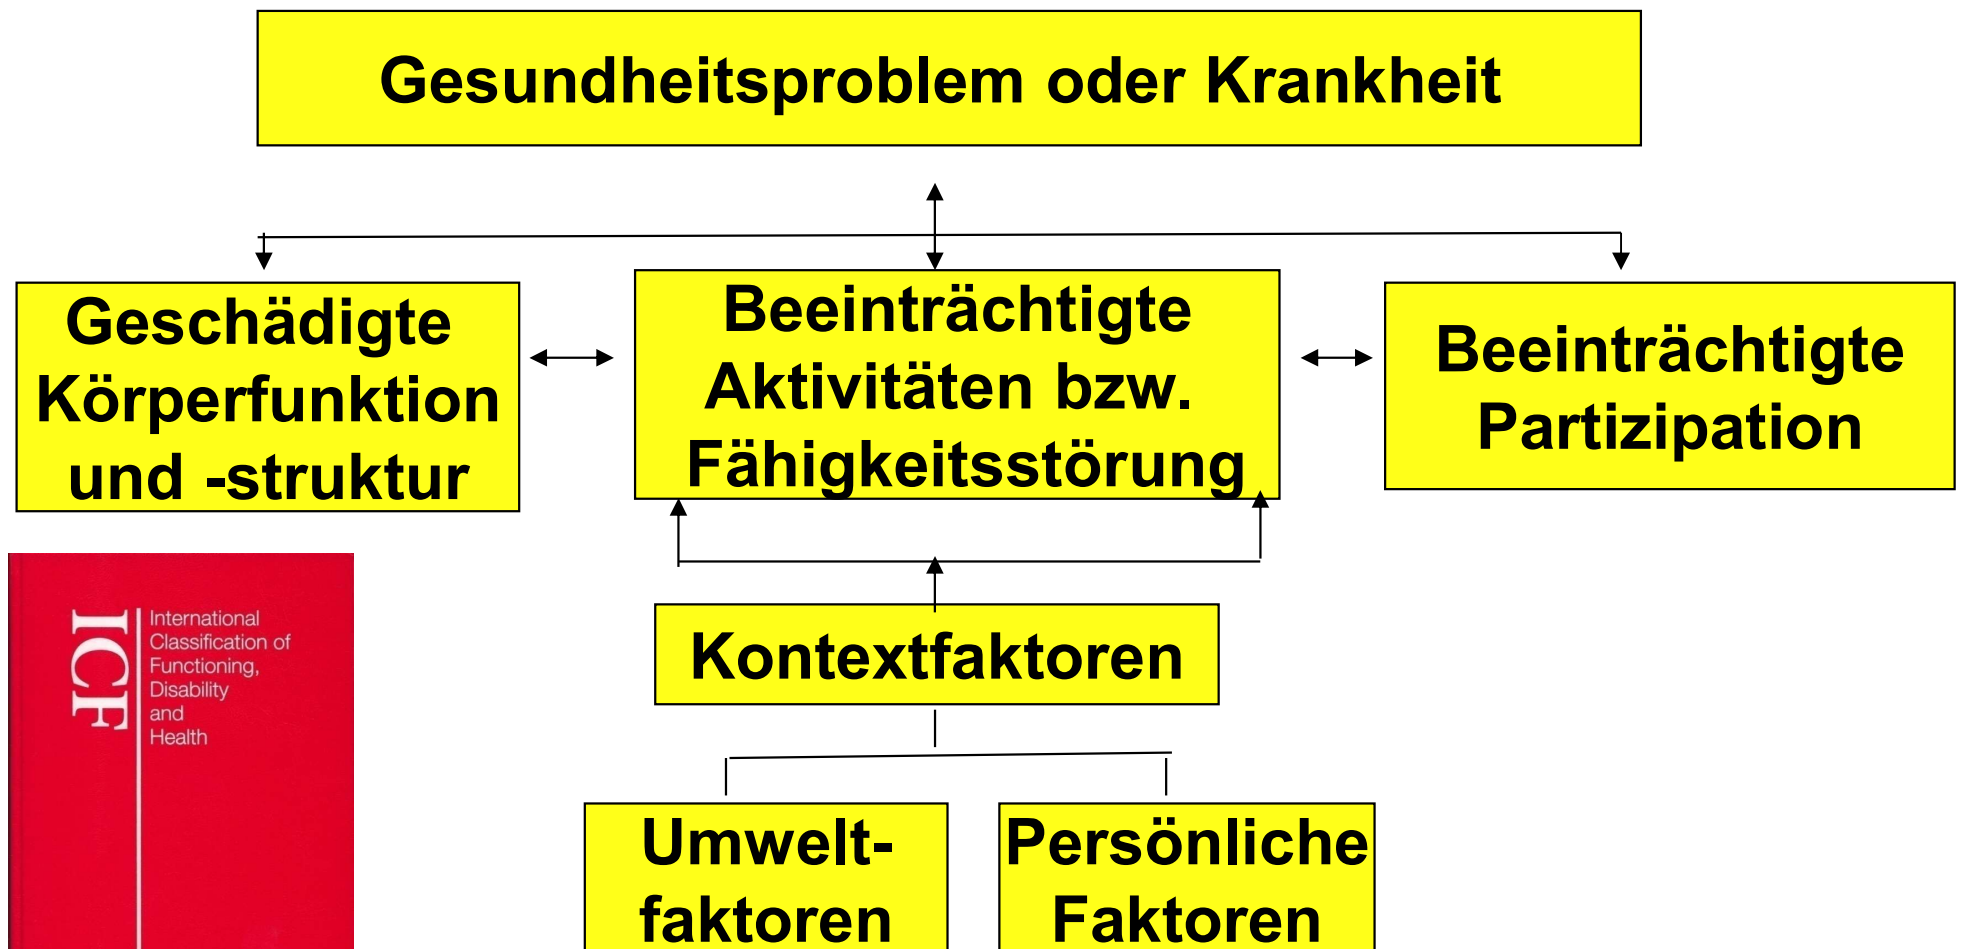 Gesundheitsproblem oder Krankheit
Geschädigte
Körperfunktion
und -struktur
Beeinträchtigte
Aktivitäten bzw.
Fähigkeitsstörung
Beeinträchtigte
Partizipation
ICF
International
Classification of
Functioning,
Disability
and
Health
Kontextfaktoren
Umwelt-
faktoren
Persönliche
Faktoren